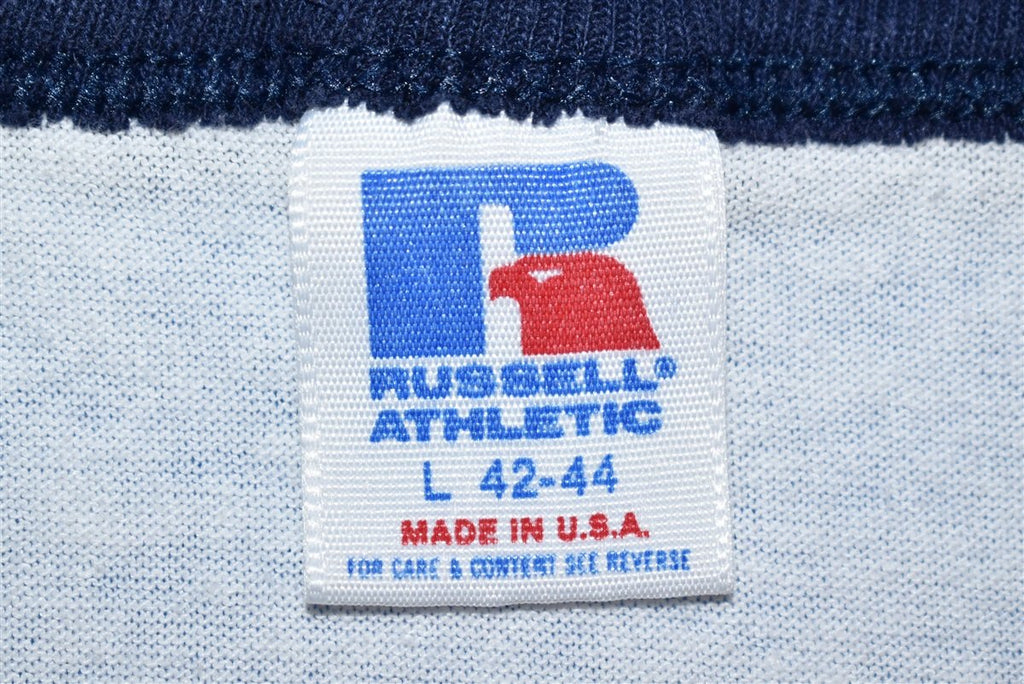 R
RUSSELL®
ATHLETIC
L 42-44
MADE IN U.S.A.
FOR CARE & CONTENT SEE REVERSE